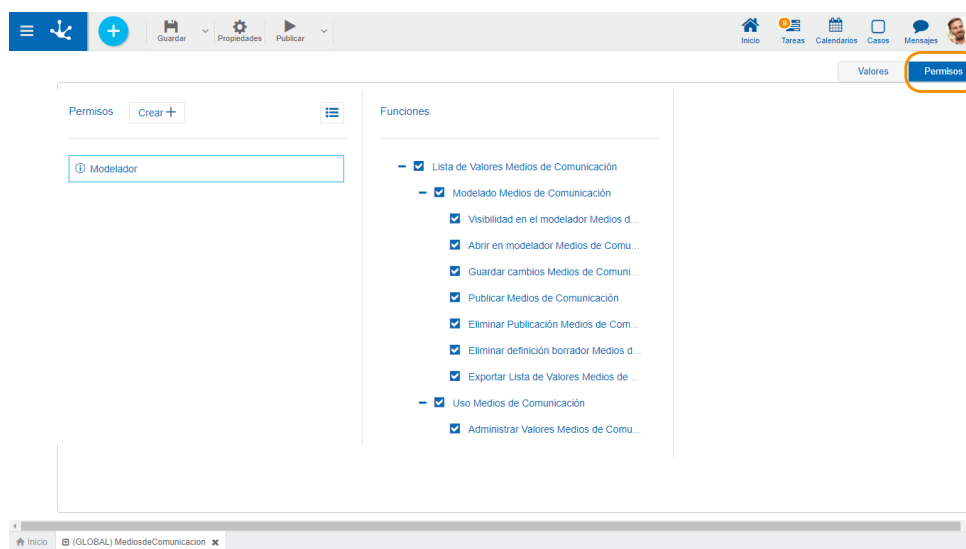 Guardar
Propiedades
Publicar
Inicio
0
Tareas
Calendarios
Casos
Mensajes
Valores
Permisos
Permisos
Crear
Funciones
Modelador
Lista de Valores Medios de Comunicación
Modelado Medios de Comunicación
Visibilidad en el modelador Medios d...
Abrir en modelador Medios de Comu...
Guardar cambios Medios de Comuni...
Publicar Medios de Comunicación
Eliminar Publicación Medios de Com...
Eliminar definición borrador Medios d...
Exportar Lista de Valores Medios de ...
Uso Medios de Comunicación
Administrar Valores Medios de Comu...
Inicio
(GLOBAL) MediosdeComunicacion